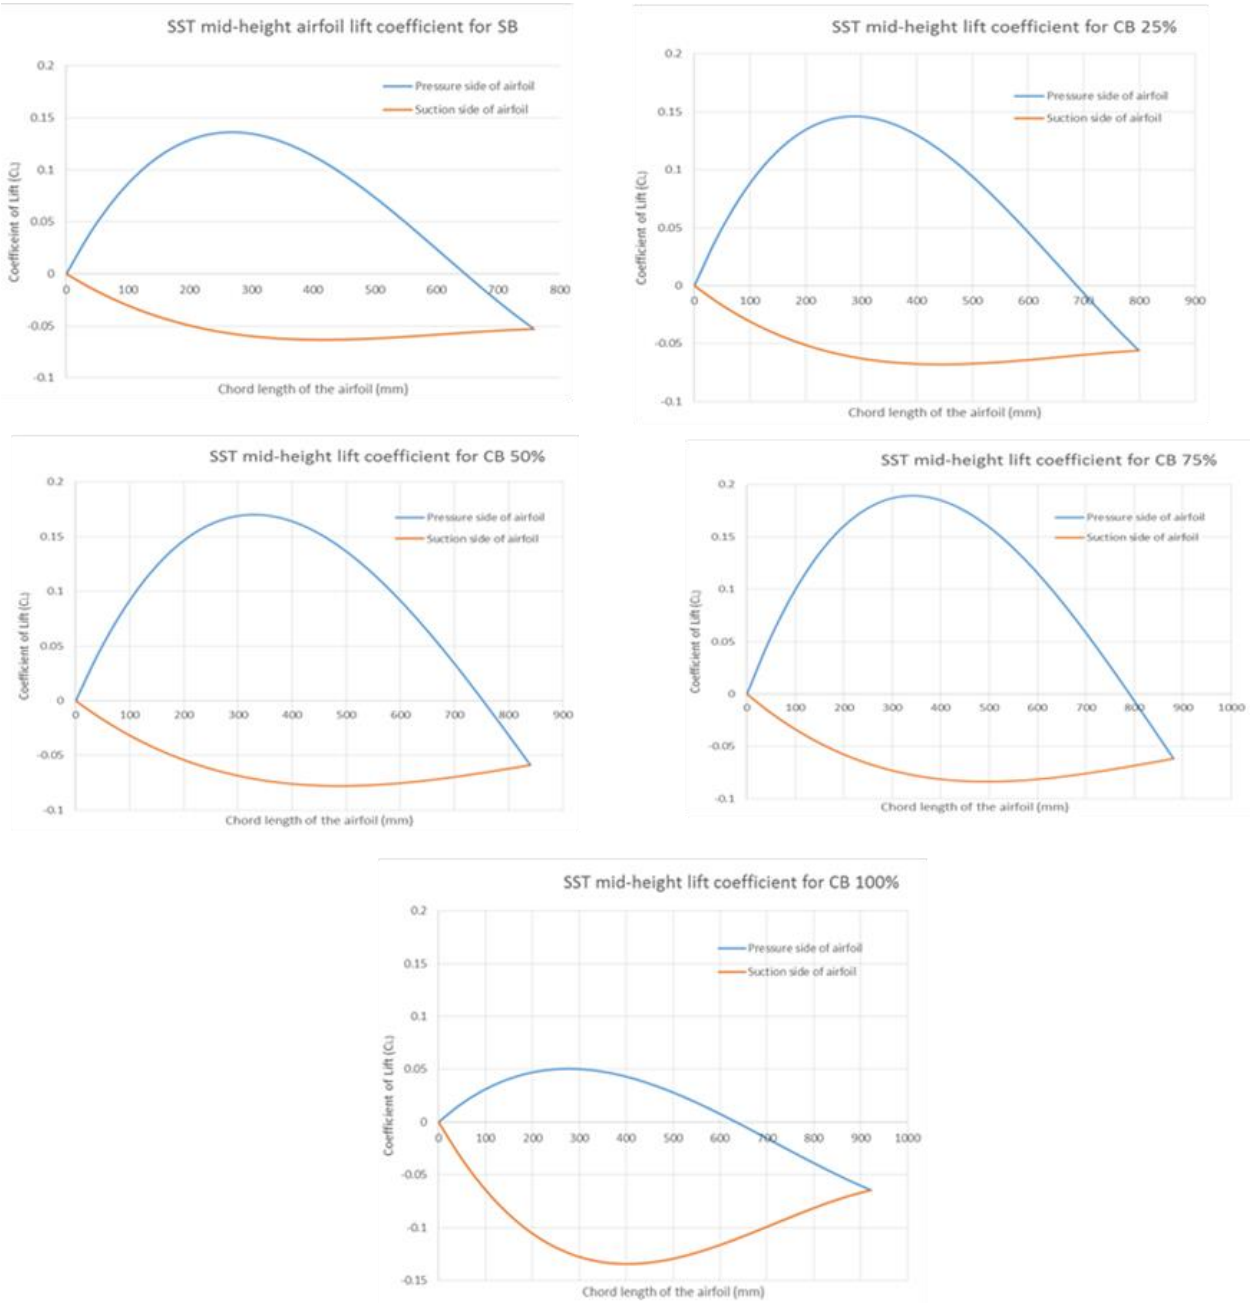 SST mid-height airfoil lift coefficient for SB
0.2
0.15
0.1
0.05
0
-0.05
-0.1
0 100 200 300 400 500 600 700 800
Pressure side of airfoil
Suction side of airfoil
Coefficeint of Lift (CL)
Chord length of the airfoil (mm)
SST mid-height lift coefficient for CB 25%
0.2
0.15
0.1
0.05
0
-0.05
-0.1
0 100 200 300 400 500 600 700 800 900
Pressure side of airfoil
Suction side of airfoil
Coefficient of Lift (CL)
Chord length of the airfoil (mm)
SST mid-height lift coefficient for CB 50%
0.2
0.15
0.1
0.05
0
-0.05
-0.1
0 100 200 300 400 500 600 700 800 900
Pressure side of airfoil
Suction side of airfoil
Coefficient of Lift (CL)
Chord length of the airfoil (mm)
SST mid-height lift coefficient for CB 75%
0.2
0.15
0.1
0.05
0
-0.05
-0.1
0 100 200 300 400 500 600 700 800 900 1000
Pressure side of airfoil
Suction side of airfoil
Coefficient of Lift (CL)
Chord length of the airfoil (mm)
SST mid-height lift coefficient for CB 100%
0.2
0.15
0.1
0.05
0
-0.05
-0.1
-0.15
0 100 200 300 400 500 600 700 800 900 1000
Pressure side of airfoil
Suction side of airfoil
Coefficient of Lift (CL)
Chord length of the airfoil (mm)